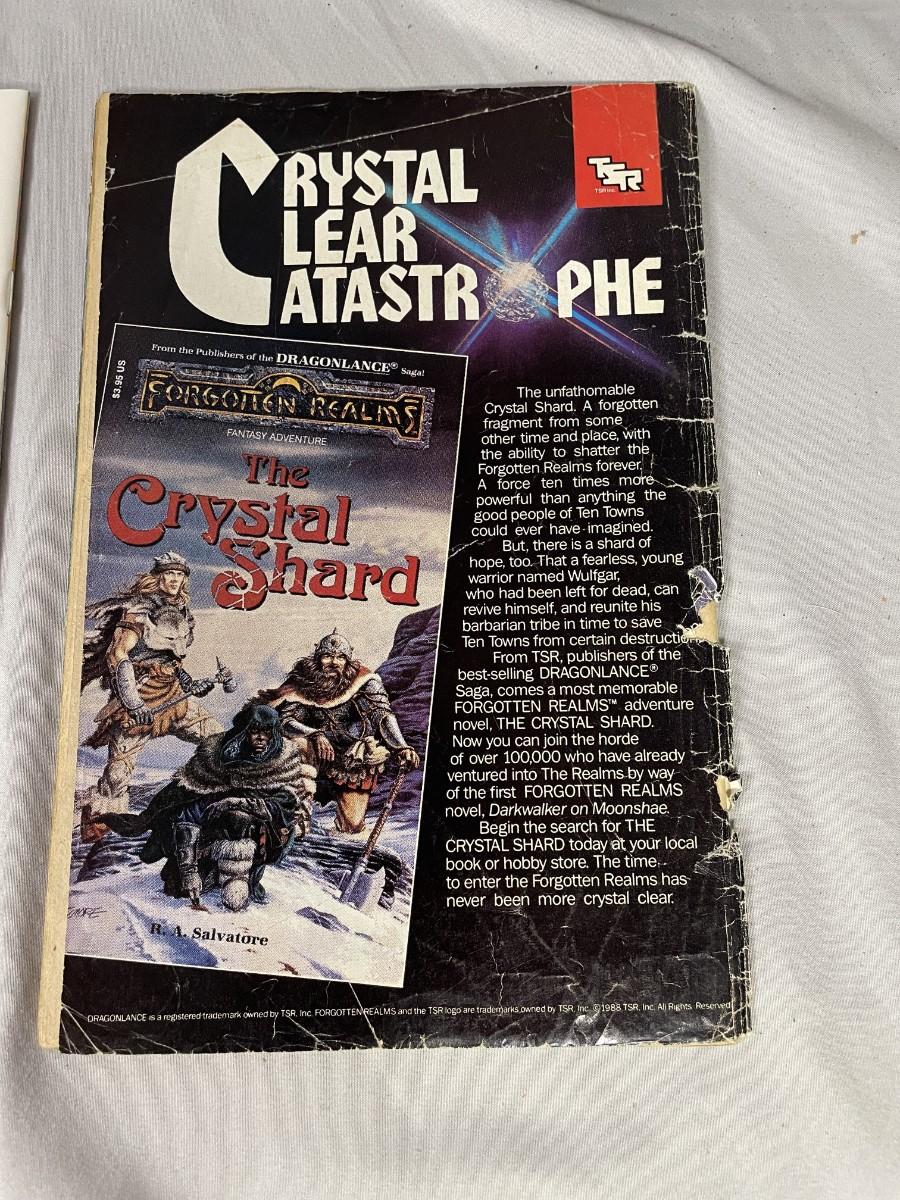 CRYSTAL
CLEAR
CATASTROPHE
TSR
TSR Inc.
From the Publishers of the DRAGONLANCE® Saga!
$3.95 US
FORGOTTEN REALMS
FANTASY ADVENTURE
The
Crystal
Shard
R. A. Salvatore
The unfathomable
Crystal Shard. A forgotten
fragment from some
other time and place, with
the ability to shatter the
Forgotten Realms forever.
A force ten times more
powerful than anything the
good people of Ten Towns
could ever have imagined.
But, there is a shard of
hope, too. That a fearless, young
warrior named Wulfgar,
who had been left for dead, can
revive himself, and reunite his
barbarian tribe in time to save
Ten Towns from certain destruction.
From TSR, publishers of the
best-selling DRAGONLANCE®
Saga, comes a most memorable
FORGOTTEN REALMS™ adventure
novel, THE CRYSTAL SHARD.
Now you can join the horde
of over 100,000 who have already
ventured into The Realms by way
of the first FORGOTTEN REALMS
novel, Darkwalker on Moonshae.
Begin the search for THE
CRYSTAL SHARD today at your local
book or hobby store. The time
to enter the Forgotten Realms has
never been more crystal clear.
DRAGONLANCE is a registered trademark owned by TSR, Inc. FORGOTTEN REALMS and the TSR logo are trademarks owned by TSR, Inc. ©1988 TSR, Inc. All Rights Reserved.